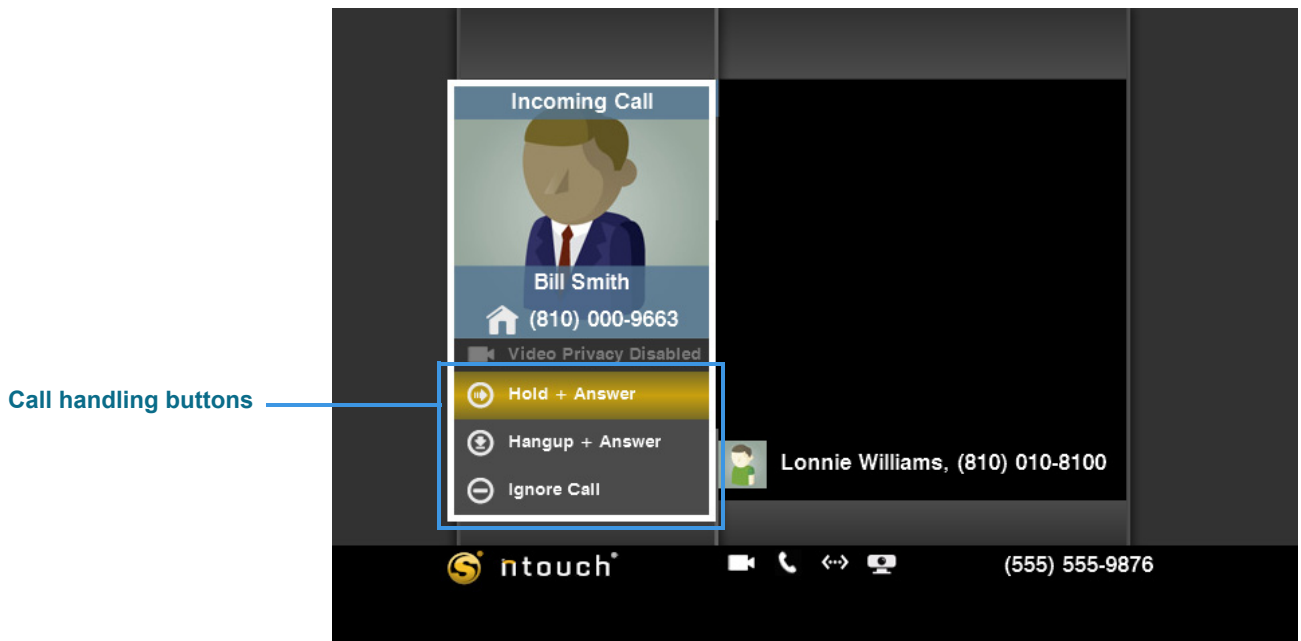 Incoming Call
Bill Smith
(810) 000-9663
Video Privacy Disabled
Call handling buttons
Hold + Answer
Hangup + Answer
Ignore Call
Lonnie Williams, (810) 010-8100
S ntouch
(555) 555-9876